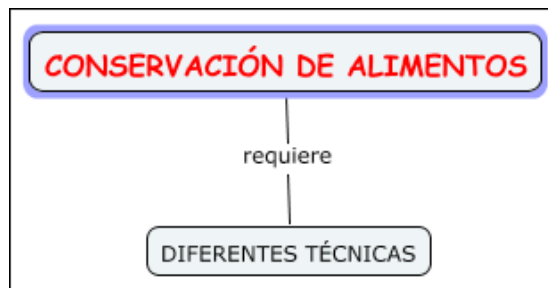 CONSERVACIÓN DE ALIMENTOS
requiere
DIFERENTES TÉCNICAS